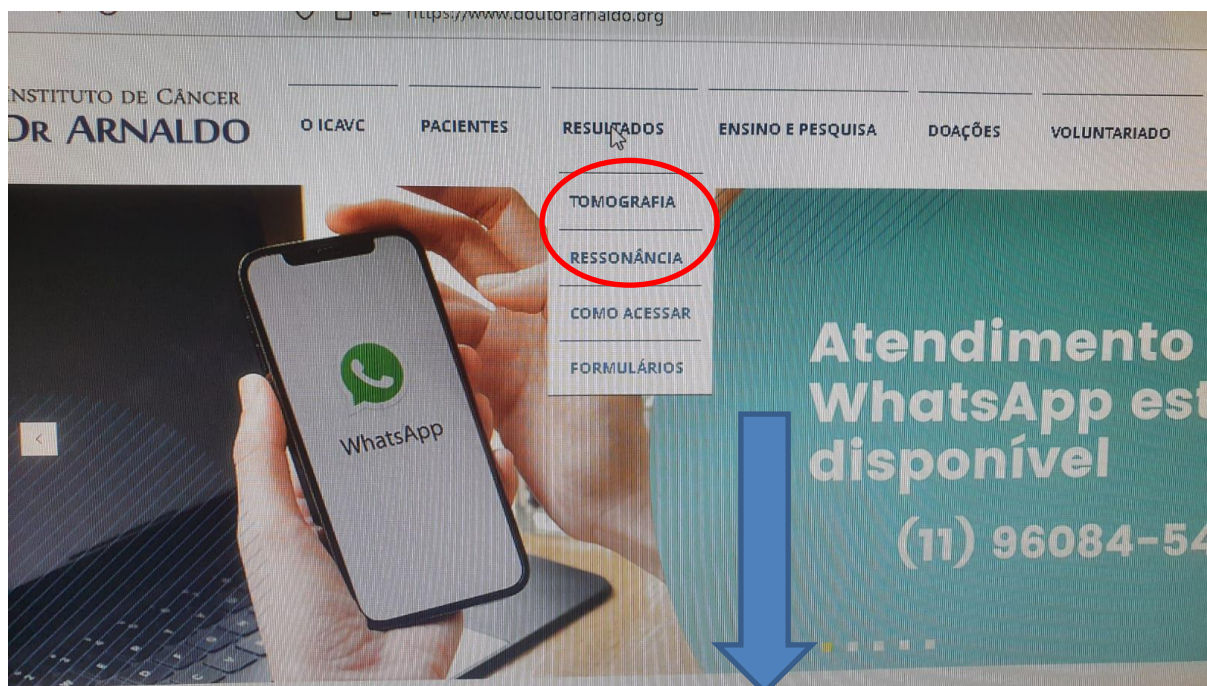 https://www.doutorarnaldo.org
INSTITUTO DE CÂNCER
DR ARNALDO
O ICAVC
PACIENTES
RESULTADOS
ENSINO E PESQUISA
DOAÇÕES
VOLUNTARIADO
TOMOGRAFIA
RESSONÂNCIA
COMO ACESSAR
FORMULÁRIOS
WhatsApp
Atendimento
WhatsApp est
disponível
(11) 96084-54